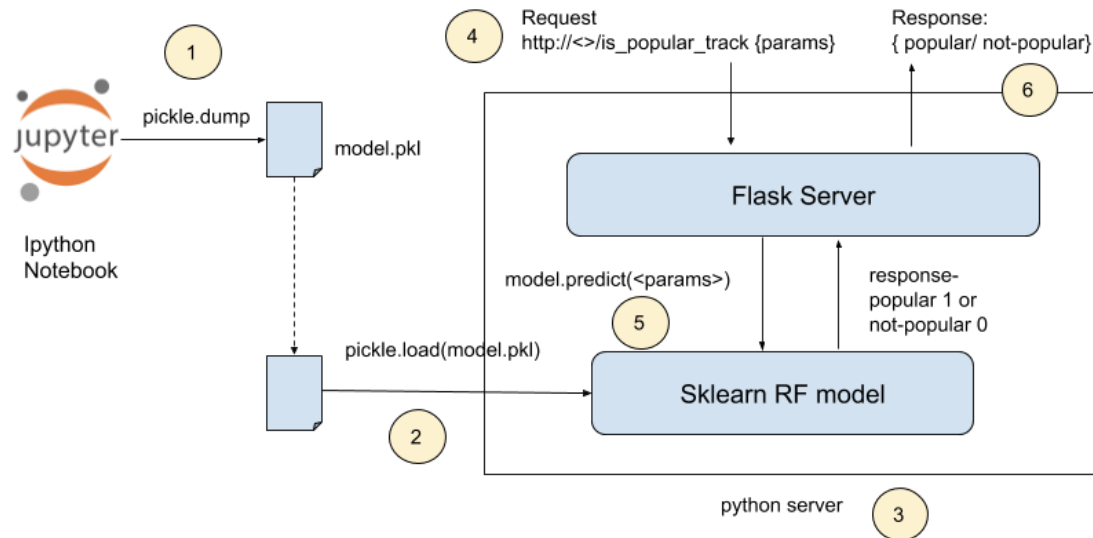 1
4
Request
http://<>/is_popular_track {params}
Response:
{ popular/ not-popular}
6
jupyter
pickle.dump
model.pkl
Flask Server
Ipython
Notebook
model.predict(<params>)
response-
popular 1 or
not-popular 0
5
pickle.load(model.pkl)
Sklearn RF model
2
python server
3